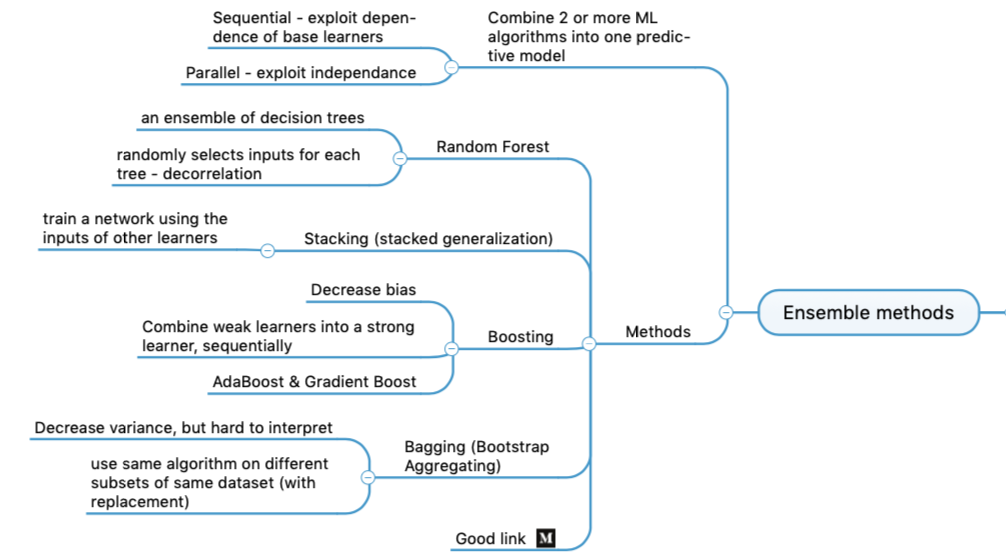 Sequential - exploit depen-
dence of base learners
Parallel - exploit independance
Combine 2 or more ML
algorithms into one predic-
tive model
an ensemble of decision trees
randomly selects inputs for each
tree - decorrelation
Random Forest
train a network using the
inputs of other learners
Stacking (stacked generalization)
Decrease bias
Combine weak learners into a strong
learner, sequentially
AdaBoost & Gradient Boost
Boosting
Methods
Ensemble methods
Decrease variance, but hard to interpret
use same algorithm on different
subsets of same dataset (with
replacement)
Bagging (Bootstrap
Aggregating)
Good link M